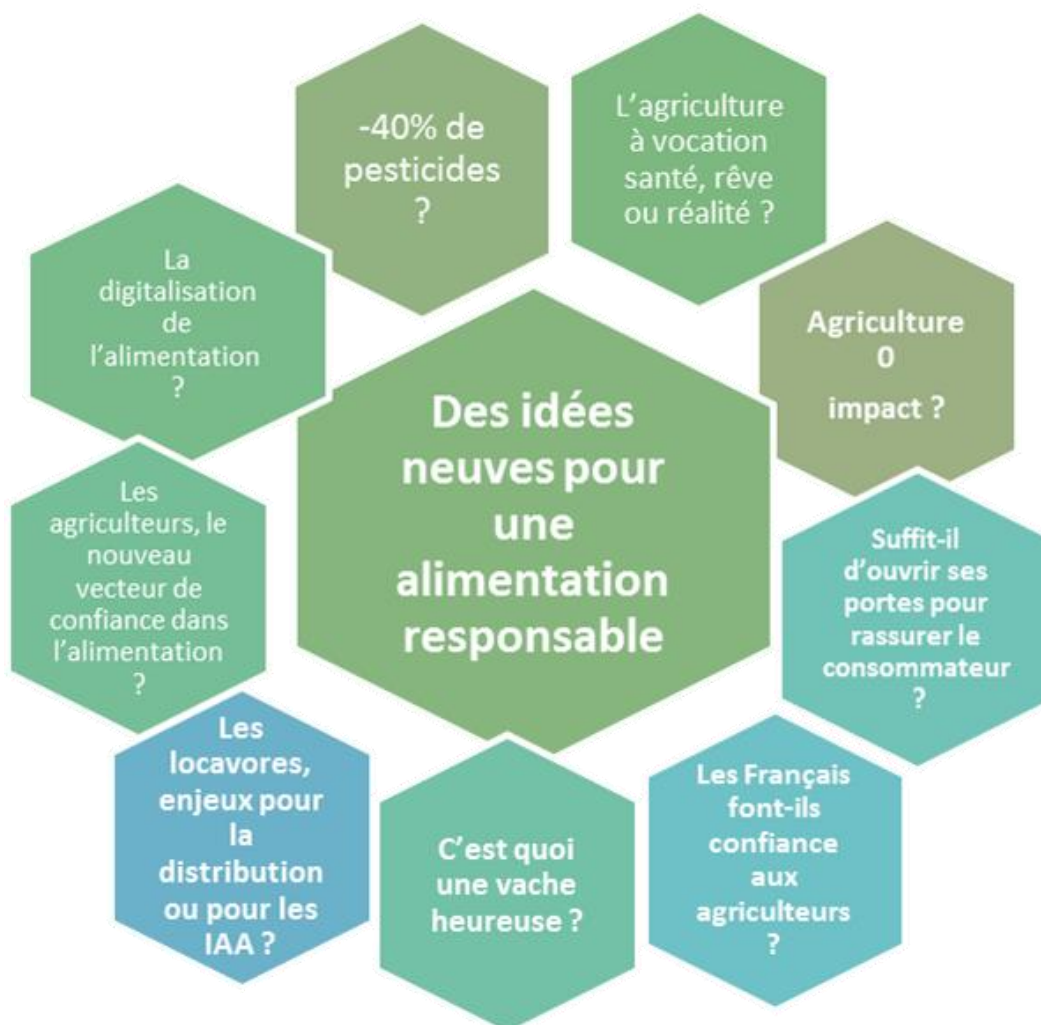 -40% de
pesticides
?
L'agriculture
à vocation
santé, rêve
ou réalité ?
La
digitalisation
de
l'alimentation
?
Agriculture
0
impact ?
Des idées
neuves pour
une
alimentation
responsable
Les
agriculteurs, le
nouveau
vecteur de
confiance dans
l'alimentation
?
Suffit-il
d'ouvrir ses
portes pour
rassurer le
consommateur
?
Les
locavores,
enjeux pour
la
distribution
ou pour les
IAA ?
C'est quoi
une vache
heureuse ?
Les Français
font-ils
confiance
aux
agriculteurs
?